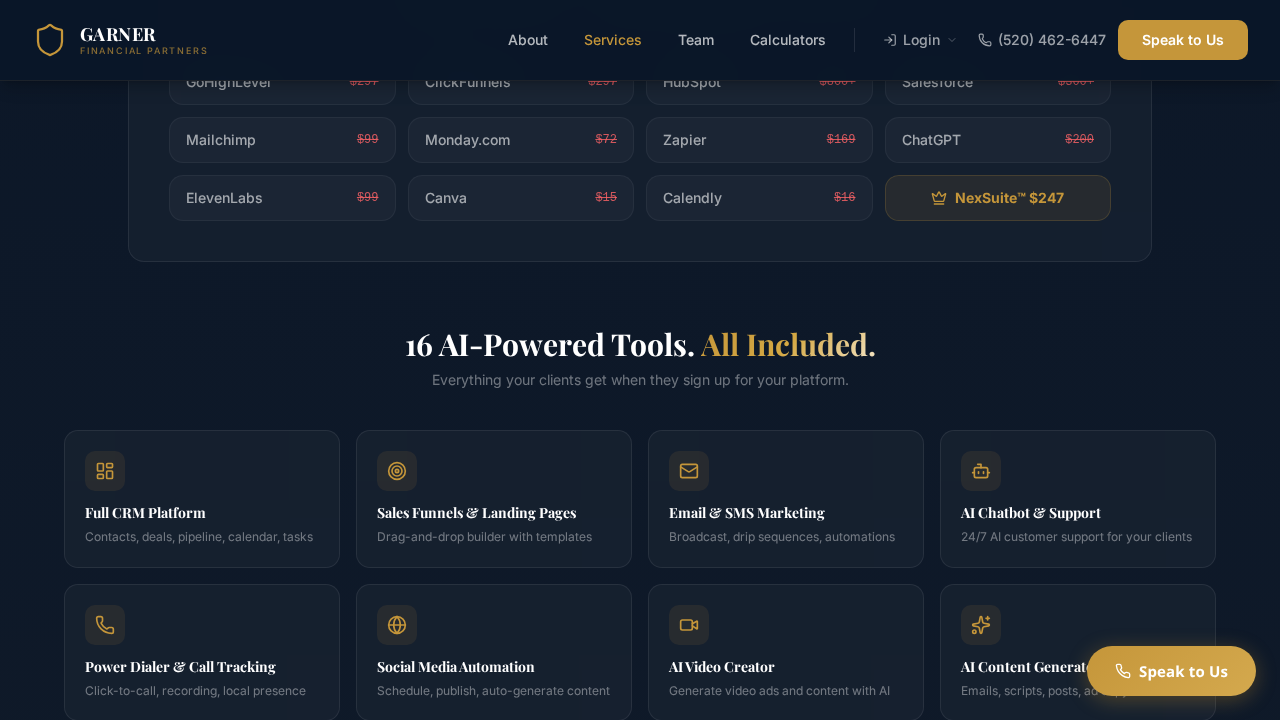 GARNER
FINANCIAL PARTNERS
About
Services
Team
Calculators
Login
(520) 462-6447
Speak to Us
GoHighLevel $297
ClickFunnels $297
HubSpot
Salesforce
Mailchimp $99
Monday.com $72
Zapier $169
ChatGPT $200
ElevenLabs $99
Canva $15
Calendly $16
NexSuite™ $247
16 AI-Powered Tools. All Included.
Everything your clients get when they sign up for your platform.
Full CRM Platform
Contacts, deals, pipeline, calendar, tasks
Sales Funnels & Landing Pages
Drag-and-drop builder with templates
Email & SMS Marketing
Broadcast, drip sequences, automations
AI Chatbot & Support
24/7 AI customer support for your clients
Power Dialer & Call Tracking
Click-to-call, recording, local presence
Social Media Automation
Schedule, publish, auto-generate content
AI Video Creator
Generate video ads and content with AI
AI Content
Emails, scripts, posts,
Speak to Us